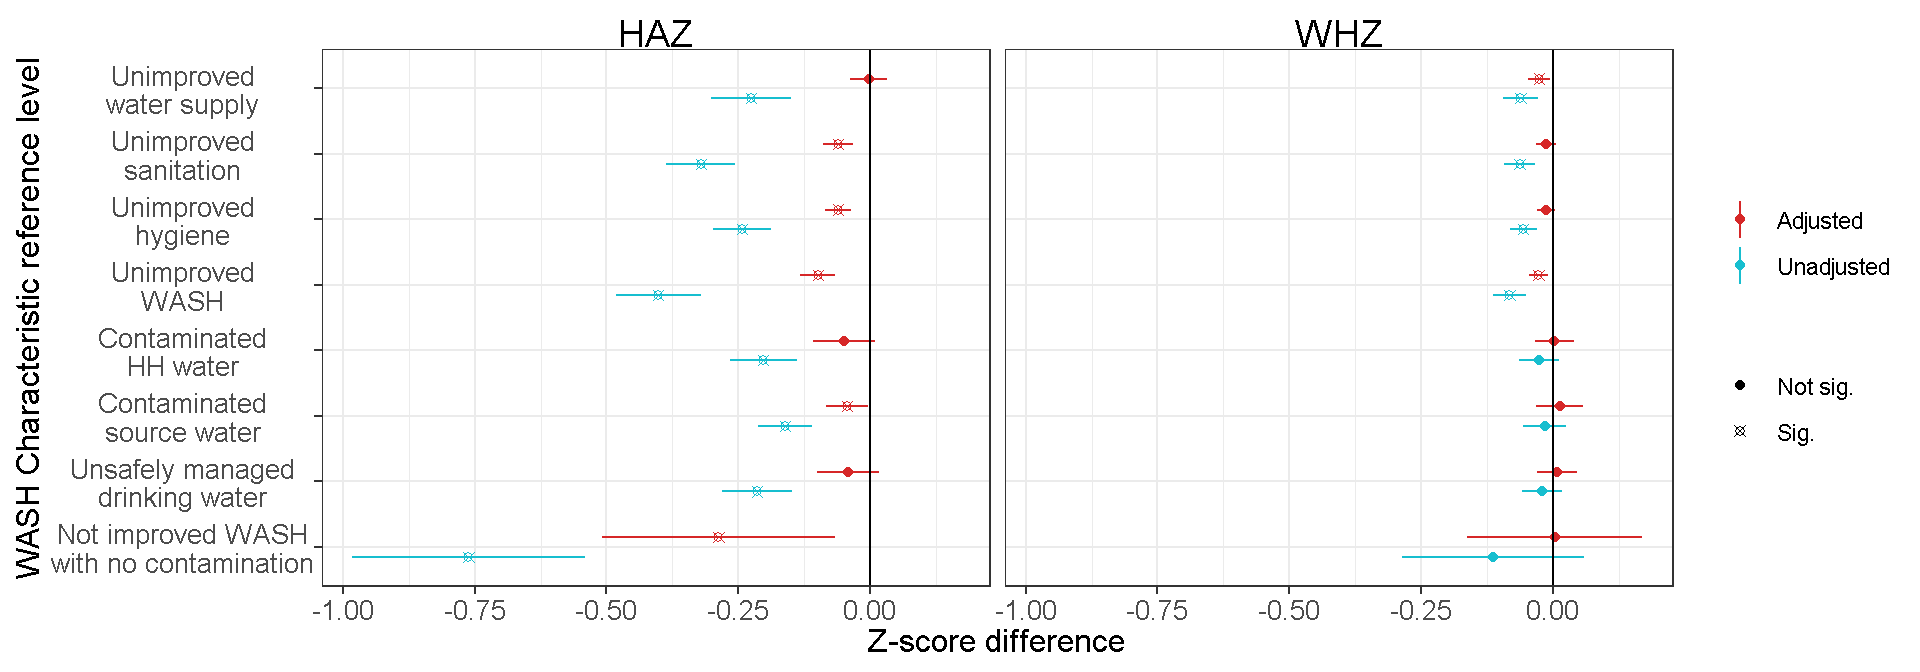 HAZ
WHZ
WASH Characteristic reference level
Unimproved
water supply
Unimproved
sanitation
Unimproved
hygiene
Unimproved
WASH
Contaminated
HH water
Contaminated
source water
Unsafely managed
drinking water
Not improved WASH
with no contamination
-1.00
-0.75
-0.50
-0.25
0.00
-1.00
-0.75
-0.50
-0.25
0.00
Z-score difference
Adjusted
Unadjusted
Not sig.
Sig.